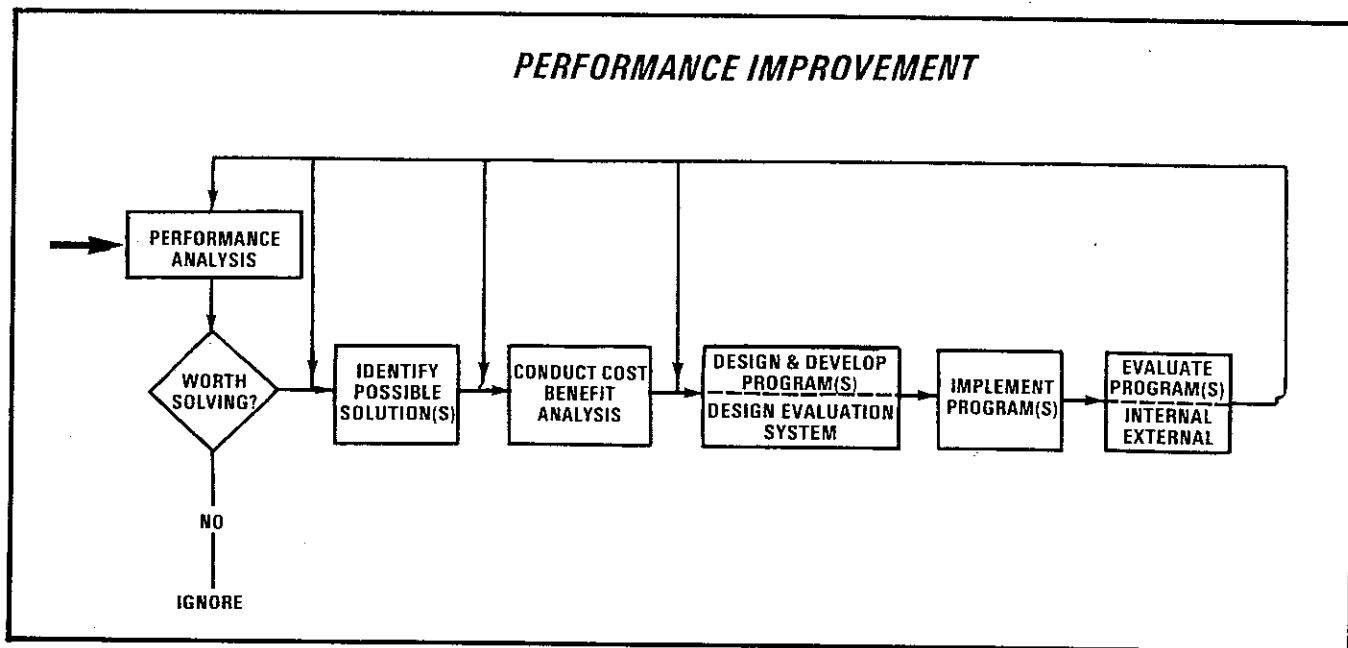 PERFORMANCE IMPROVEMENT
PERFORMANCE
ANALYSIS
WORTH
SOLVING?
NO
IGNORE
IDENTIFY
POSSIBLE
SOLUTION(S)
CONDUCT COST
BENEFIT
ANALYSIS
DESIGN & DEVELOP
PROGRAM(S)
DESIGN EVALUATION
SYSTEM
IMPLEMENT
PROGRAM(S)
EVALUATE
PROGRAM(S)
INTERNAL
EXTERNAL